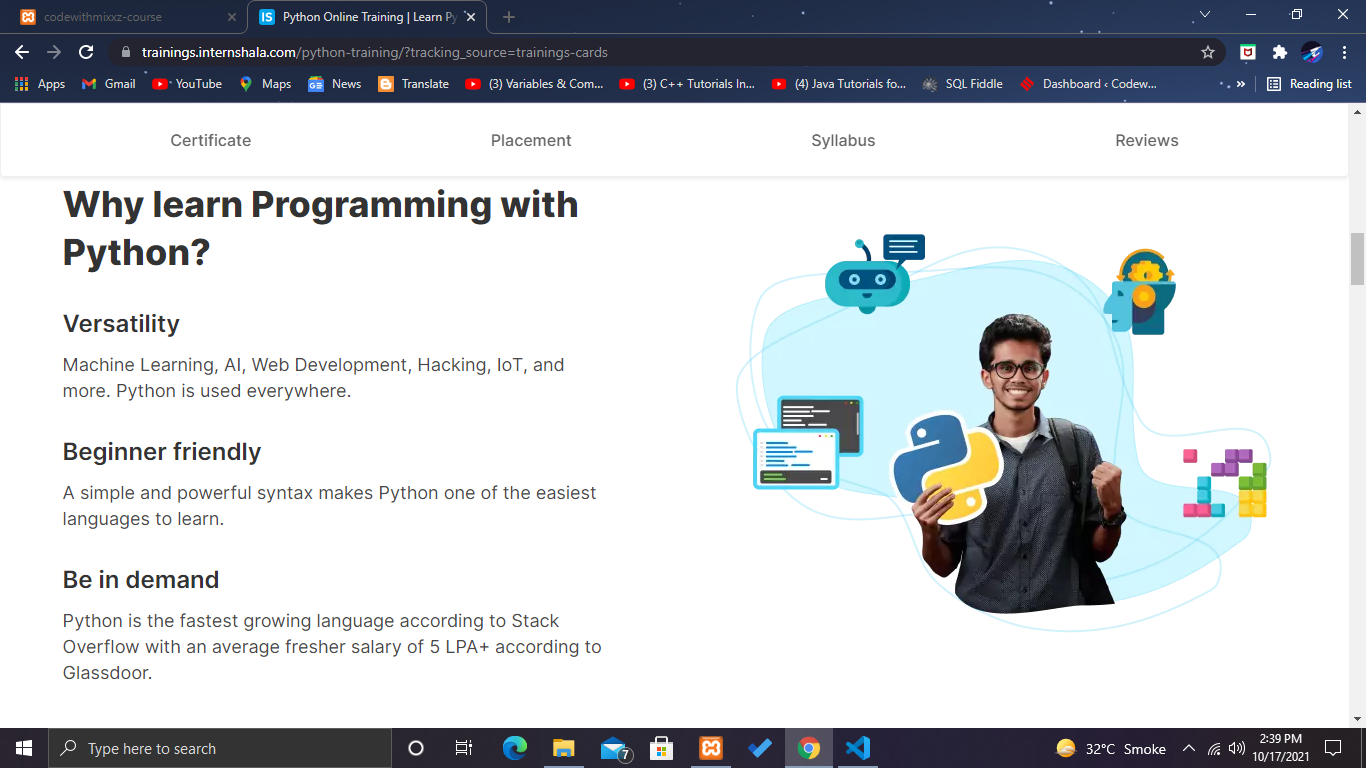 codewithmixxz-course
IS Python Online Training | Learn Py
trainings.internshala.com/python-training/?tracking_source=trainings-cards
Apps Gmail YouTube Maps News Translate (3) Variables & Com... (3) C++ Tutorials In... (4) Java Tutorials fo... SQL Fiddle Dashboard ‹ Codew... » Reading list
Certificate Placement Syllabus Reviews
Why learn Programming with
Python?
Versatility
Machine Learning, AI, Web Development, Hacking, IoT, and
more. Python is used everywhere.
Beginner friendly
A simple and powerful syntax makes Python one of the easiest
languages to learn.
Be in demand
Python is the fastest growing language according to Stack
Overflow with an average fresher salary of 5 LPA+ according to
Glassdoor.
Type here to search
7
32°C Smoke
2:39 PM
10/17/2021